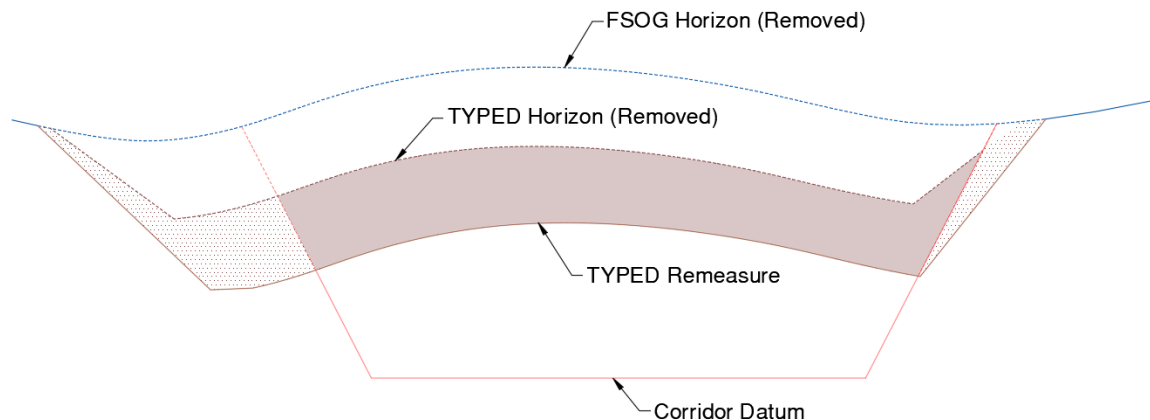 FSOG Horizon (Removed)
TYPED Horizon (Removed)
TYPED Remeasure
Corridor Datum